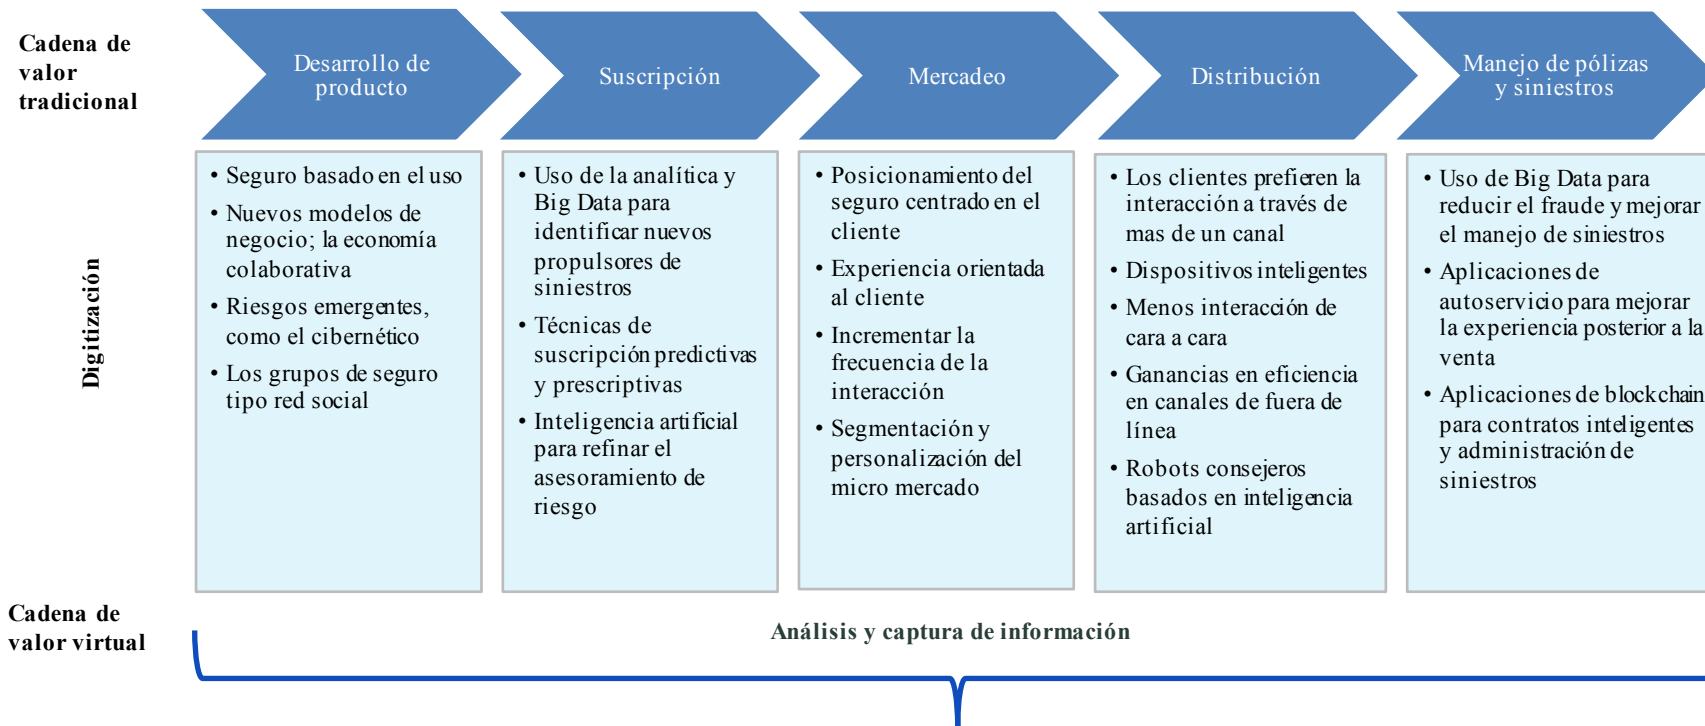 Cadena de
valor
tradicional
Desarrollo de
producto
Suscripción
Mercadeo
Distribución
Manejo de pólizas
y siniestros
Digitización
• Seguro basado en el uso
• Nuevos modelos de
negocio; la economía
colaborativa
• Riesgos emergentes,
como el cibernético
• Los grupos de seguro
tipo red social
• Uso de la analítica y
Big Data para
identificar nuevos
propulsores de
siniestros
• Técnicas de
suscripción predictivas
y prescriptivas
• Inteligencia artificial
para refinar el
asesoramiento de
riesgo
• Posicionamiento del
seguro centrado en el
cliente
• Experiencia orientada
al cliente
• Incrementar la
frecuencia de la
interacción
• Segmentación y
personalización del
micro mercado
• Los clientes prefieren la
interacción a través de
mas de un canal
• Dispositivos inteligentes
• Menos interacción de
cara a cara
• Ganancias en eficiencia
en canales de fuera de
línea
• Robots consejeros
basados en inteligencia
artificial
• Uso de Big Data para
reducir el fraude y mejorar
el manejo de siniestros
• Aplicaciones de
autoservicio para mejorar
la experiencia posterior a la
venta
• Aplicaciones de blockchain
para contratos inteligentes
y administración de
siniestros
Cadena de
valor virtual
Análisis y captura de información